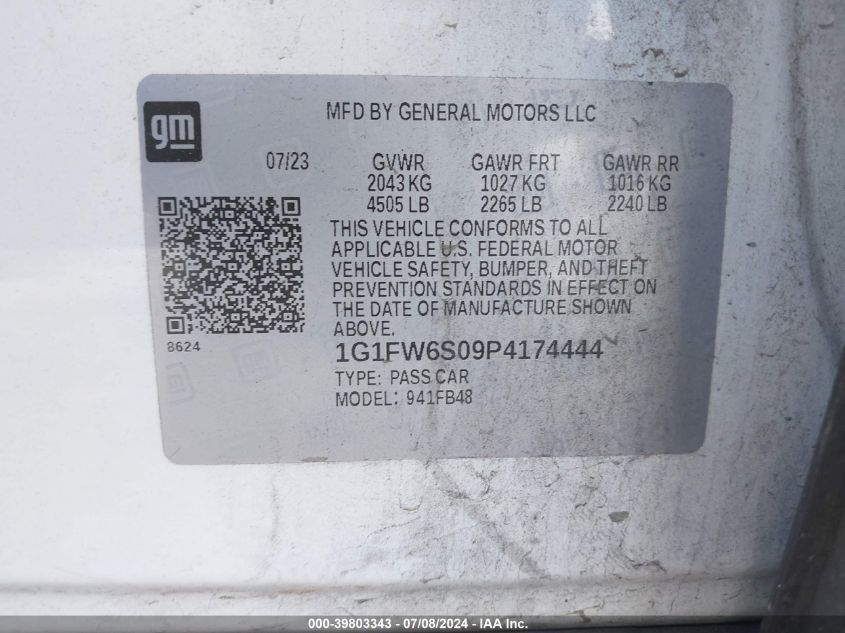 gm
MFD BY GENERAL MOTORS LLC
07/23 GVWR GAWR FRT GAWR RR
2043 KG 1027 KG 1016 KG
4505 LB 2265 LB 2240 LB
THIS VEHICLE CONFORMS TO ALL
APPLICABLE U.S. FEDERAL MOTOR
VEHICLE SAFETY, BUMPER, AND THEFT
PREVENTION STANDARDS IN EFFECT ON
THE DATE OF MANUFACTURE SHOWN
ABOVE.
8624
1G1FW6S09P4174444
TYPE: PASS CAR
MODEL: 941FB48
000-39803343 - 07/08/2024 - IAA Inc.